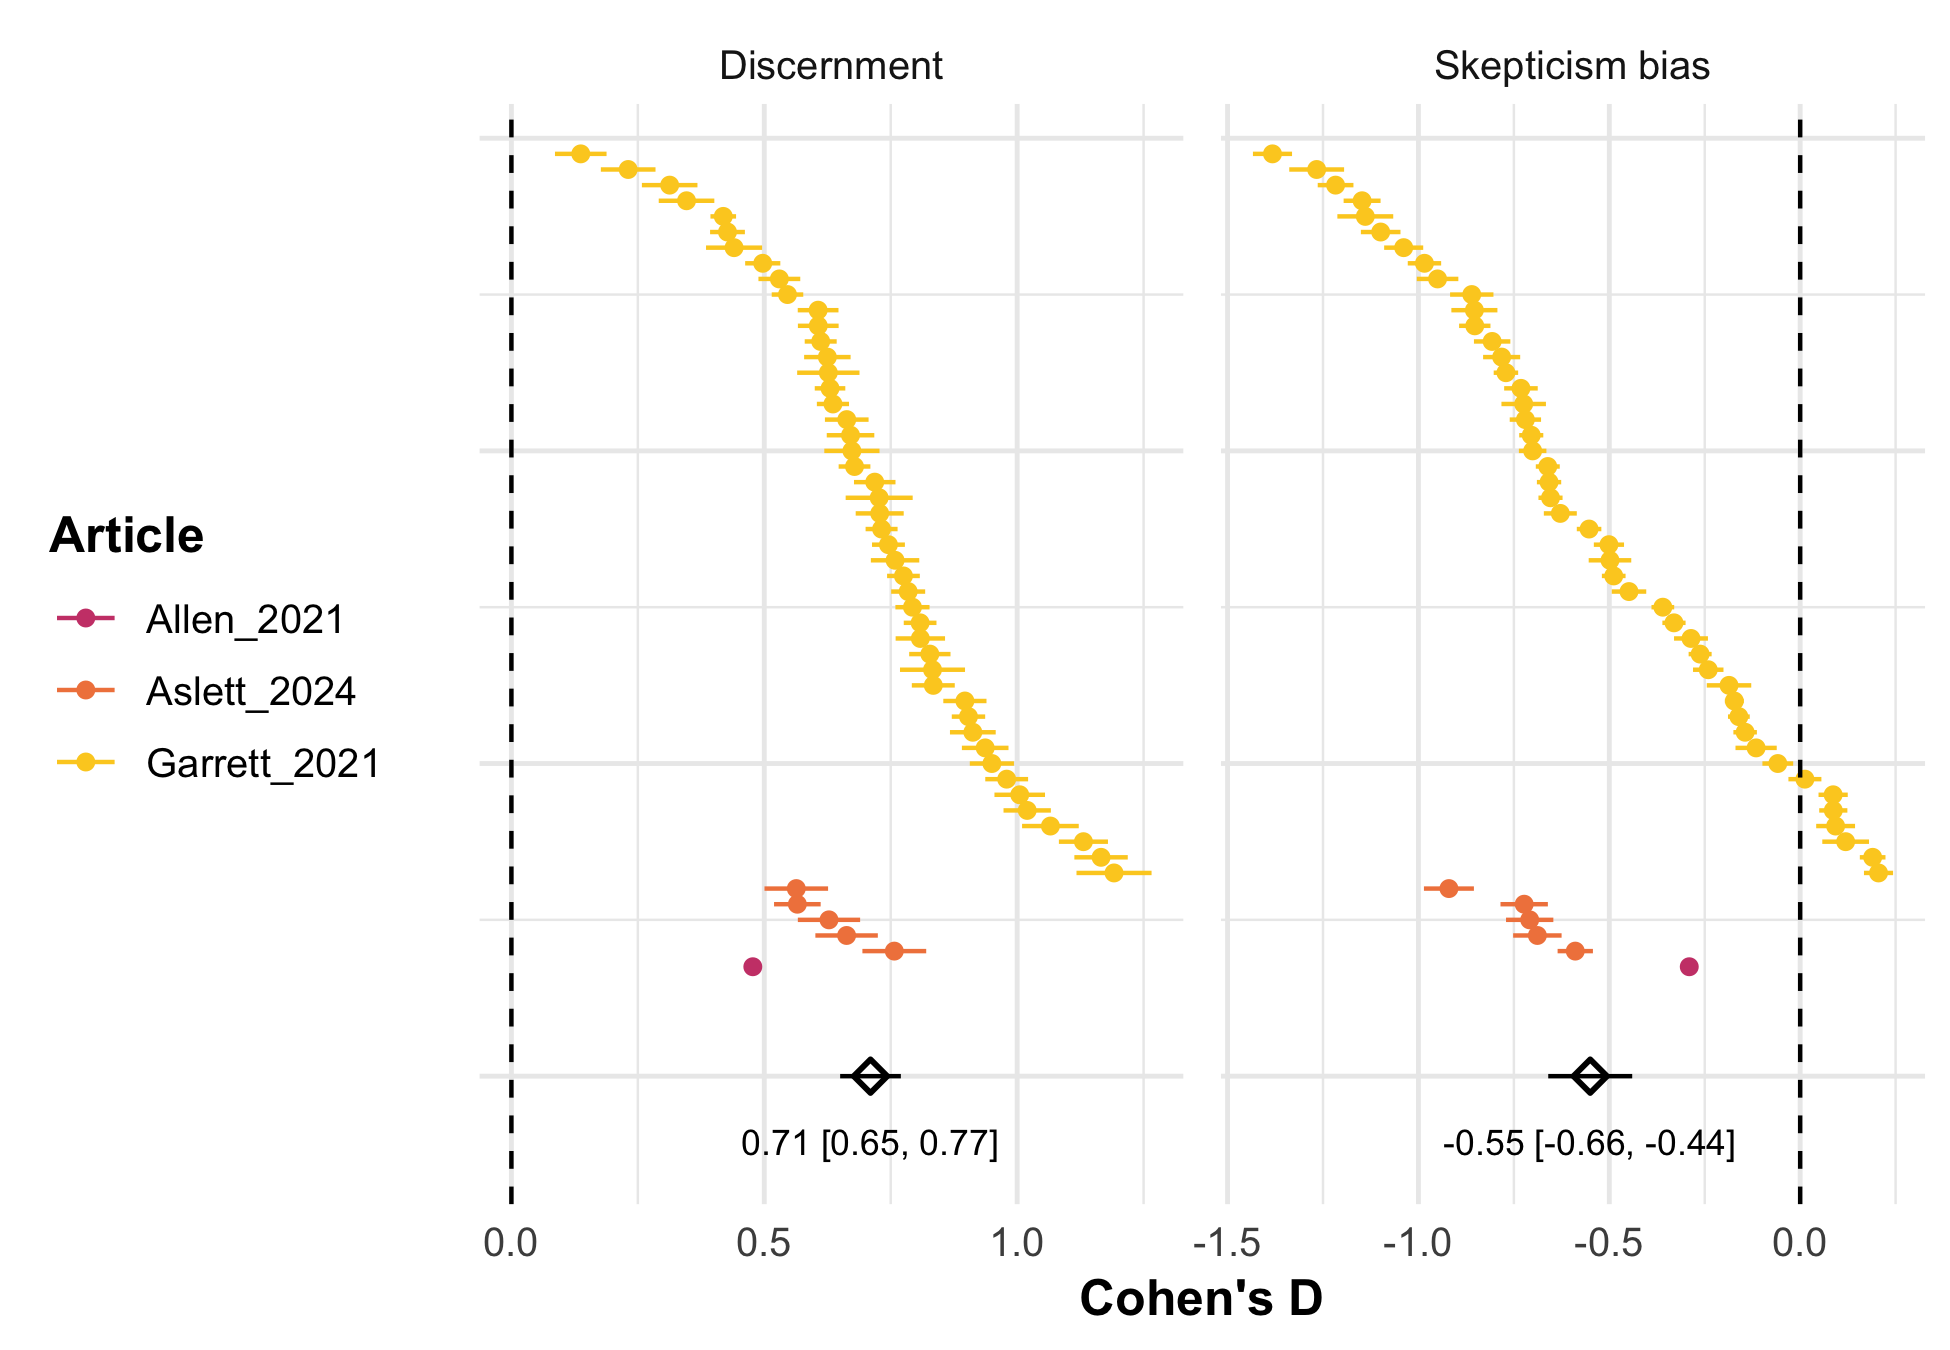 Discernment
Skepticism bias
Article
Allen_2021
Aslett_2024
Garrett_2021
0.71 [0.65, 0.77]
-0.55 [-0.66, -0.44]
0.0 0.5 1.0
-1.5 -1.0 -0.5 0.0
Cohen's D